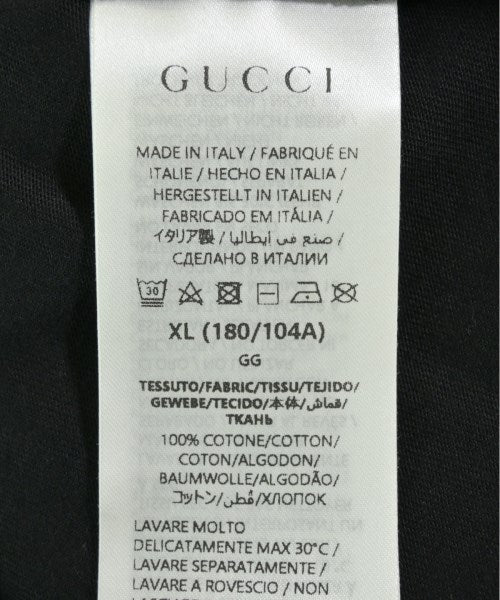 GUCCI
MADE IN ITALY / FABRIQUÉ EN
ITALIE / HECHO EN ITALIA /
HERGESTELLT IN ITALIEN /
FABRICADO EM ITÁLIA /
イタリア製 / صنع في إيطاليا /
СДЕЛАНО В ИТАЛИИ
30
XL (180/104A)
GG
TESSUTO/FABRIC/TISSU/TEJIDO/
GEWEBE/TECIDO/本体/قماش/
ТКАНЬ
100% COTONE/COTTON/
COTON/ALGODON/
BAUMWOLLE/ALGODÃO/
コットン/قطن/ХЛОПОК
LAVARE MOLTO
DELICATAMENTE MAX 30°C /
LAVARE SEPARATAMENTE /
LAVARE A ROVESCIO / NON